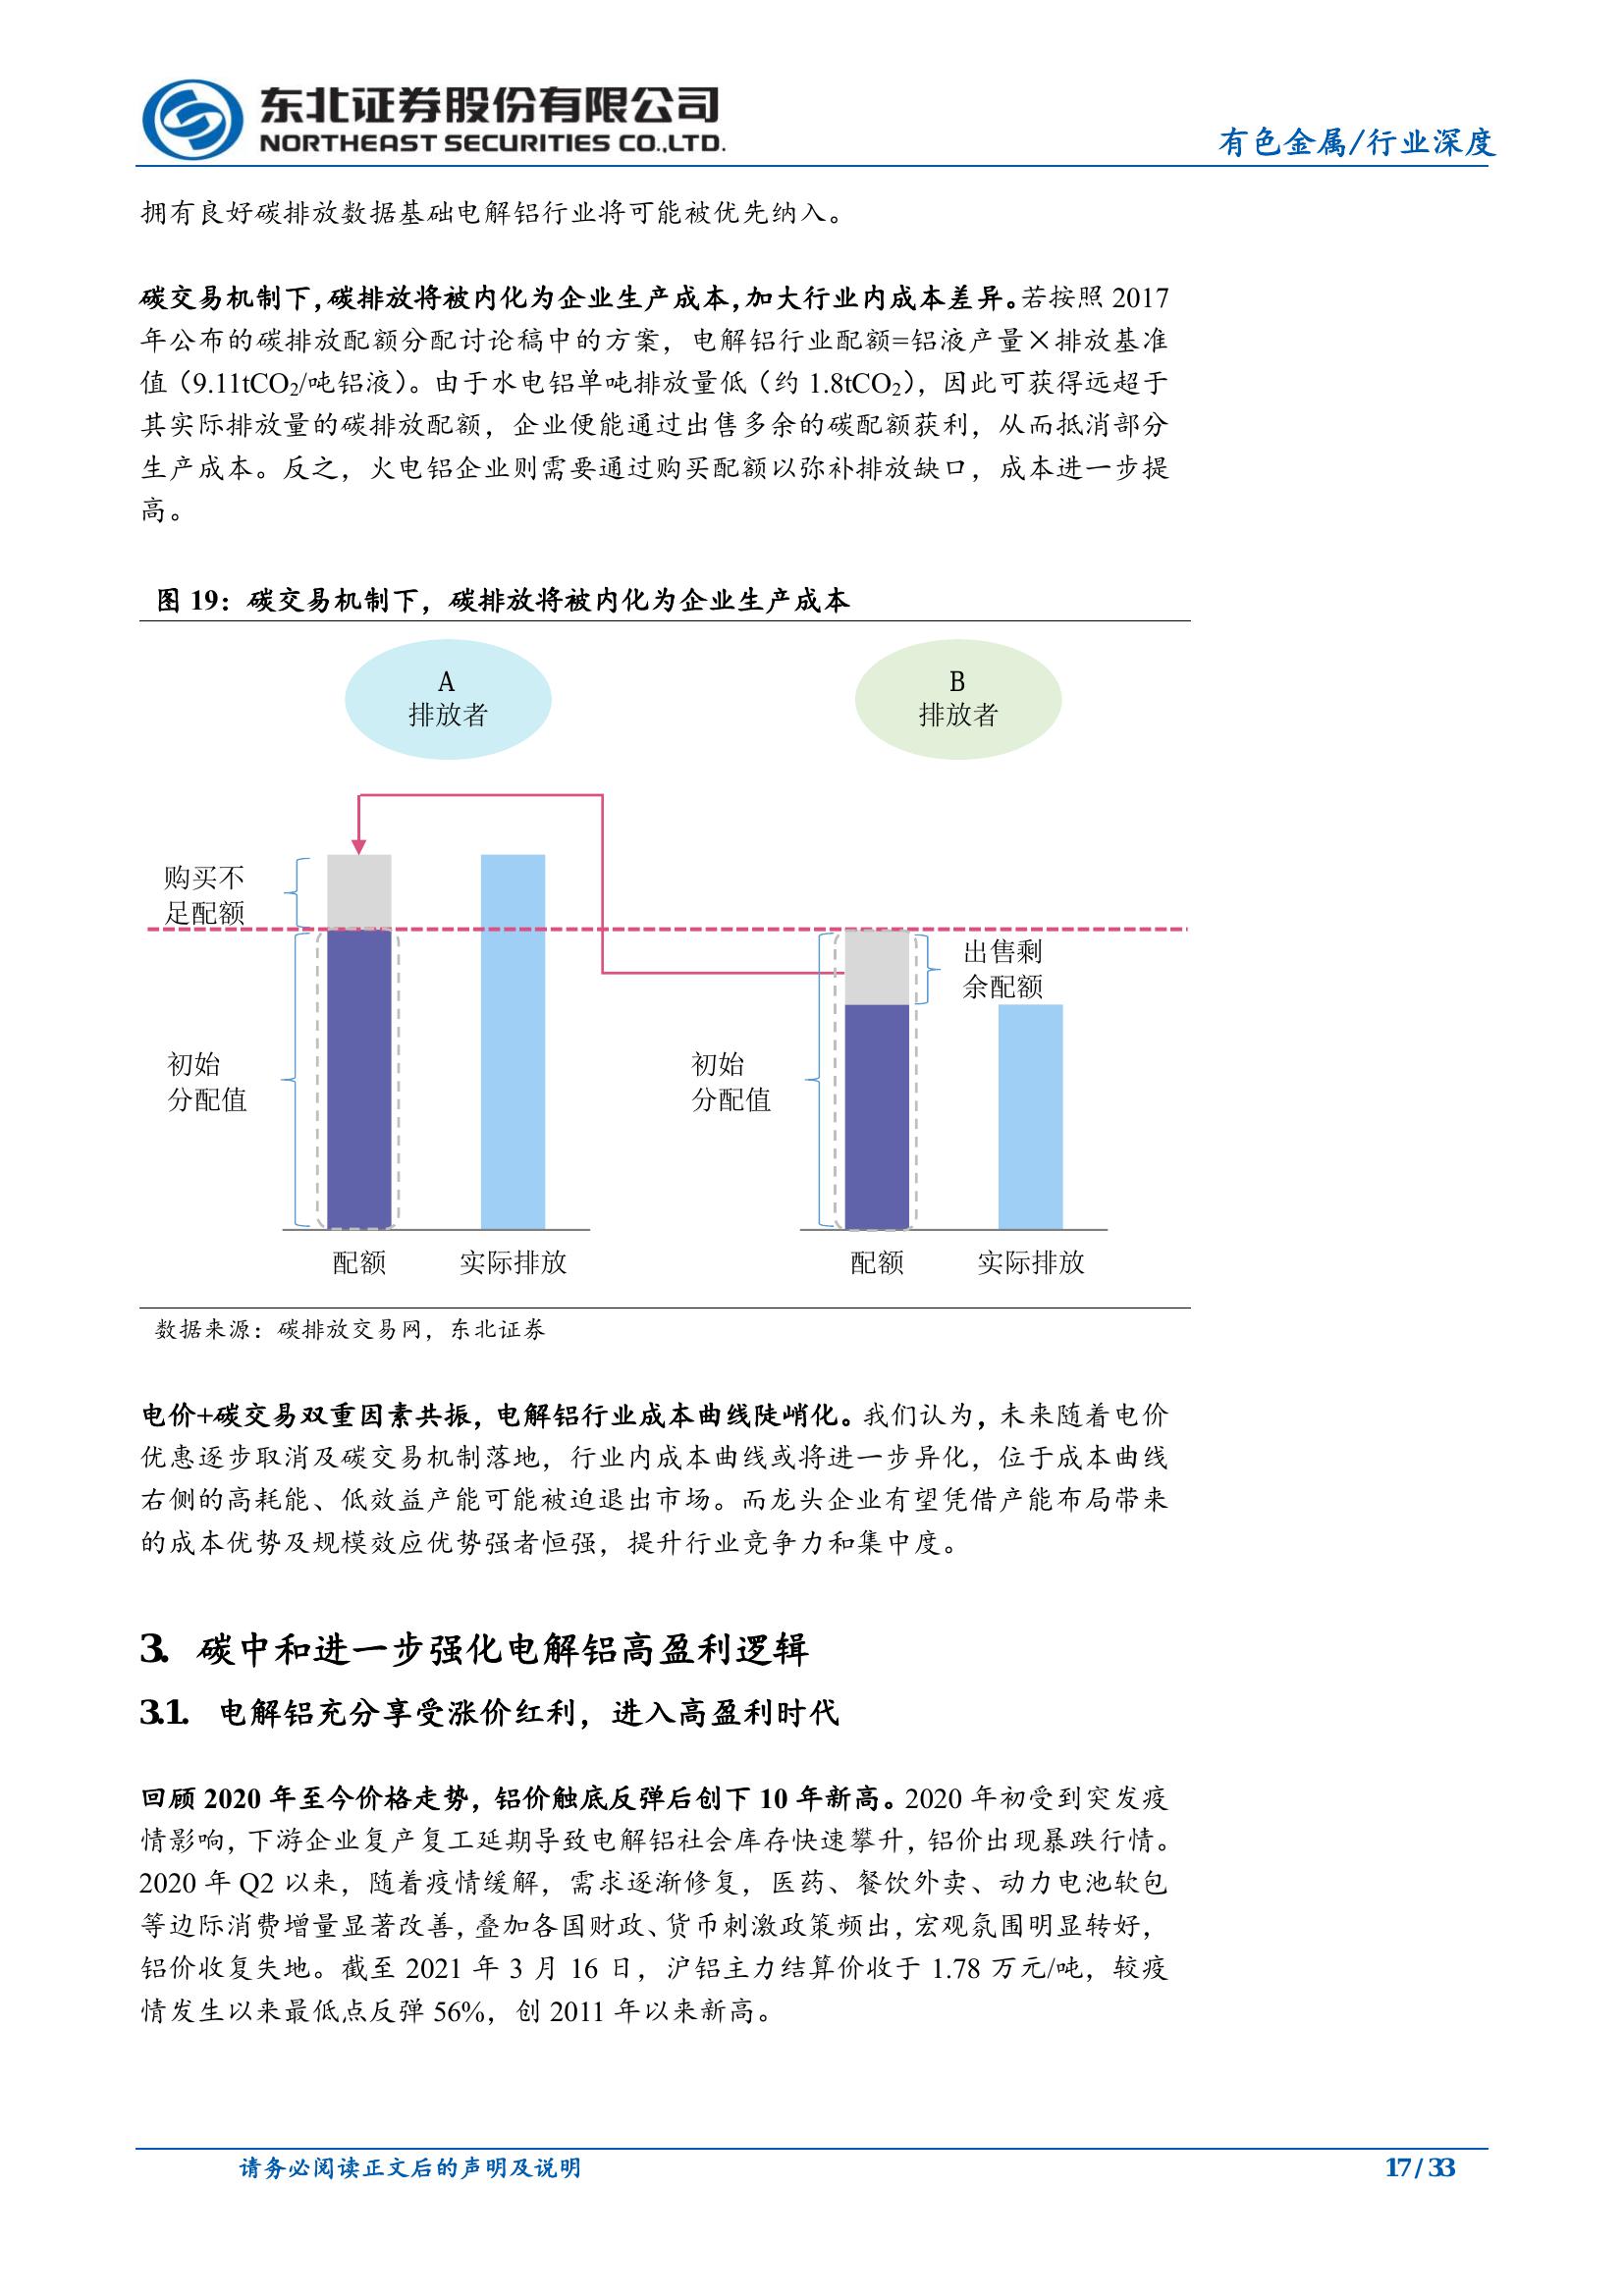 东北证券股份有限公司
NORTHEAST SECURITIES CO.,LTD.
有色金属/行业深度
拥有良好碳排放数据基础电解铝行业将可能被优先纳入。
碳交易机制下，碳排放将被内化为企业生产成本，加大行业内成本差异。若按照 2017
年公布的碳排放配额分配讨论稿中的方案，电解铝行业配额=铝液产量×排放基准
值（9.11tCO₂/吨铝液）。由于水电铝单吨排放量低（约 1.8tCO₂），因此可获得远超于
其实际排放量的碳排放配额，企业便能通过出售多余的碳配额获利，从而抵消部分
生产成本。反之，火电铝企业则需要通过购买配额以弥补排放缺口，成本进一步提
高。
图 19：碳交易机制下，碳排放将被内化为企业生产成本
A
排放者
B
排放者
购买不
足配额
出售剩
余配额
初始
分配值
初始
分配值
配额
实际排放
配额
实际排放
数据来源：碳排放交易网，东北证券
电价+碳交易双重因素共振，电解铝行业成本曲线陡峭化。我们认为，未来随着电价
优惠逐步取消及碳交易机制落地，行业内成本曲线或将进一步异化，位于成本曲线
右侧的高耗能、低效益产能可能被迫退出市场。而龙头企业有望凭借产能布局带来
的成本优势及规模效应优势强者恒强，提升行业竞争力和集中度。
3. 碳中和进一步强化电解铝高盈利逻辑
3.1. 电解铝充分享受涨价红利，进入高盈利时代
回顾 2020 年至今价格走势，铝价触底反弹后创下 10 年新高。2020 年初受到突发疫
情影响，下游企业复产复工延期导致电解铝社会库存快速攀升，铝价出现暴跌行情。
2020 年 Q2 以来，随着疫情缓解，需求逐渐修复，医药、餐饮外卖、动力电池软包
等边际消费增量显著改善，叠加各国财政、货币刺激政策频出，宏观氛围明显转好，
铝价收复失地。截至 2021 年 3 月 16 日，沪铝主力结算价收于 1.78 万元/吨，较疫
情发生以来最低点反弹 56%，创 2011 年以来新高。
请务必阅读正文后的声明及说明
17 / 33